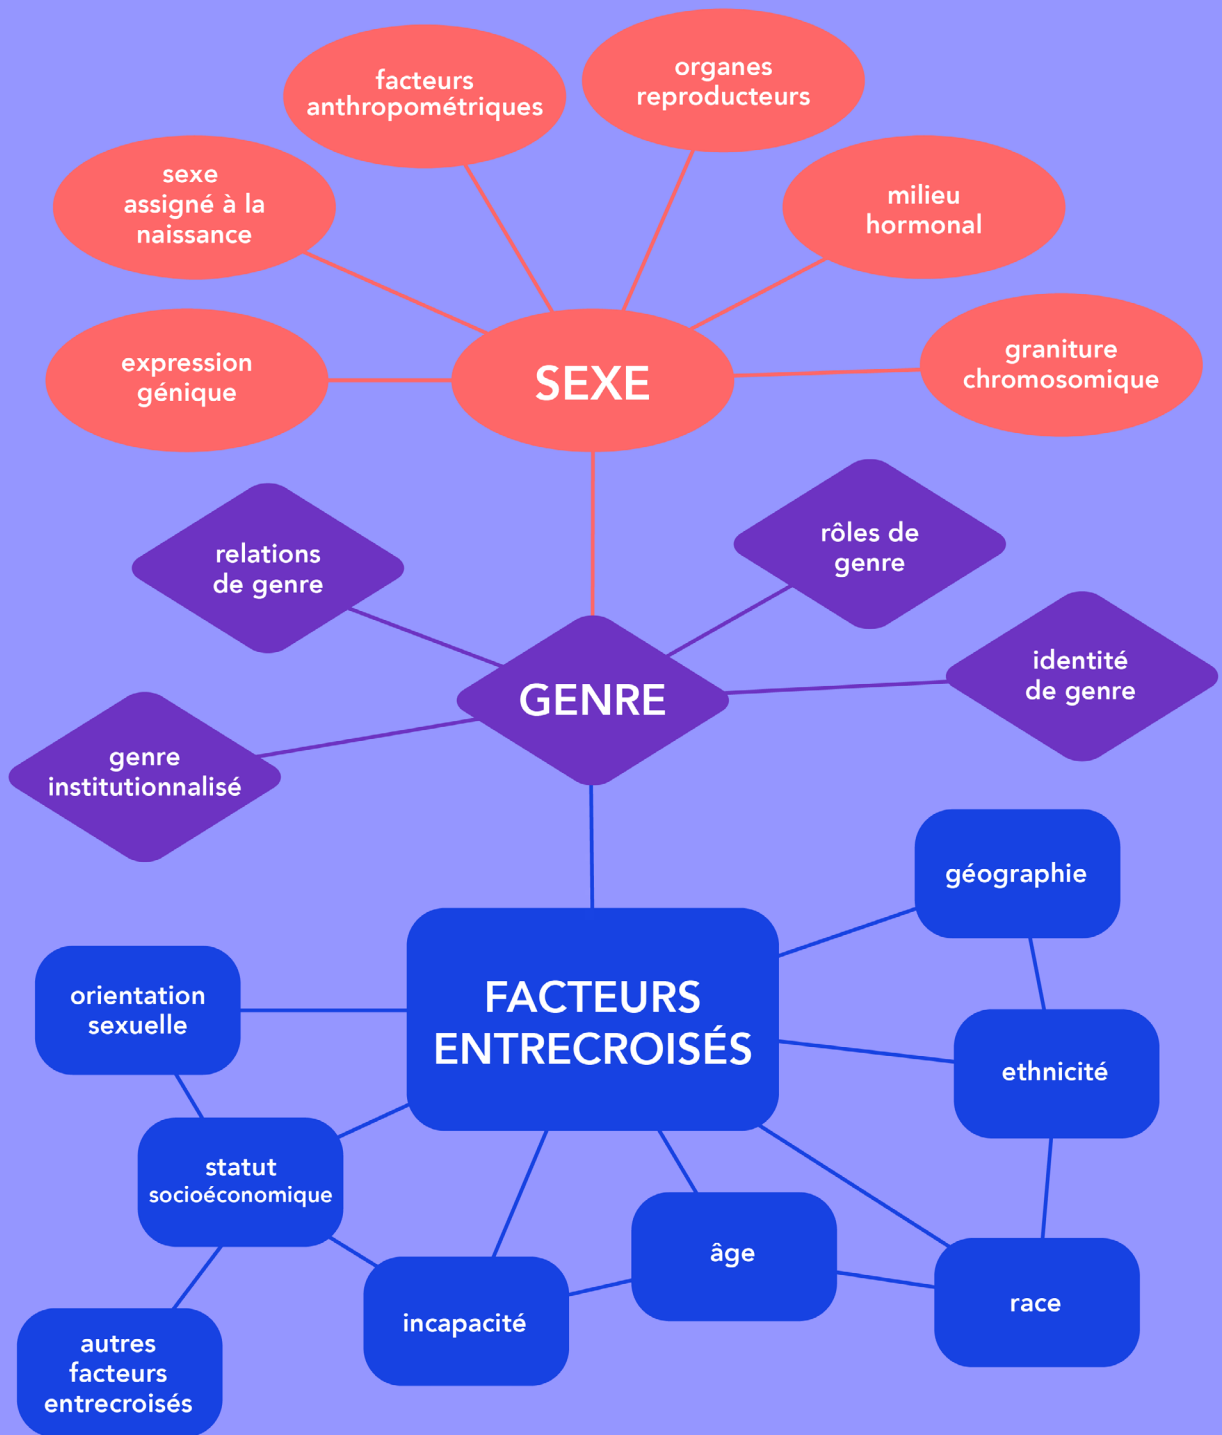 facteurs
anthropométriques
organes
reproducteurs
sexe
assigné à la
naissance
milieu
hormonal
expression
génique
SEXE
graniture
chromosomique
relations
de genre
rôles de
genre
identité
de genre
GENRE
genre
institutionnalisé
géographie
orientation
sexuelle
FACTEURS
ENTRECROISÉS
ethnicité
statut
socioéconomique
âge
incapacité
race
autres
facteurs
entrecroisés